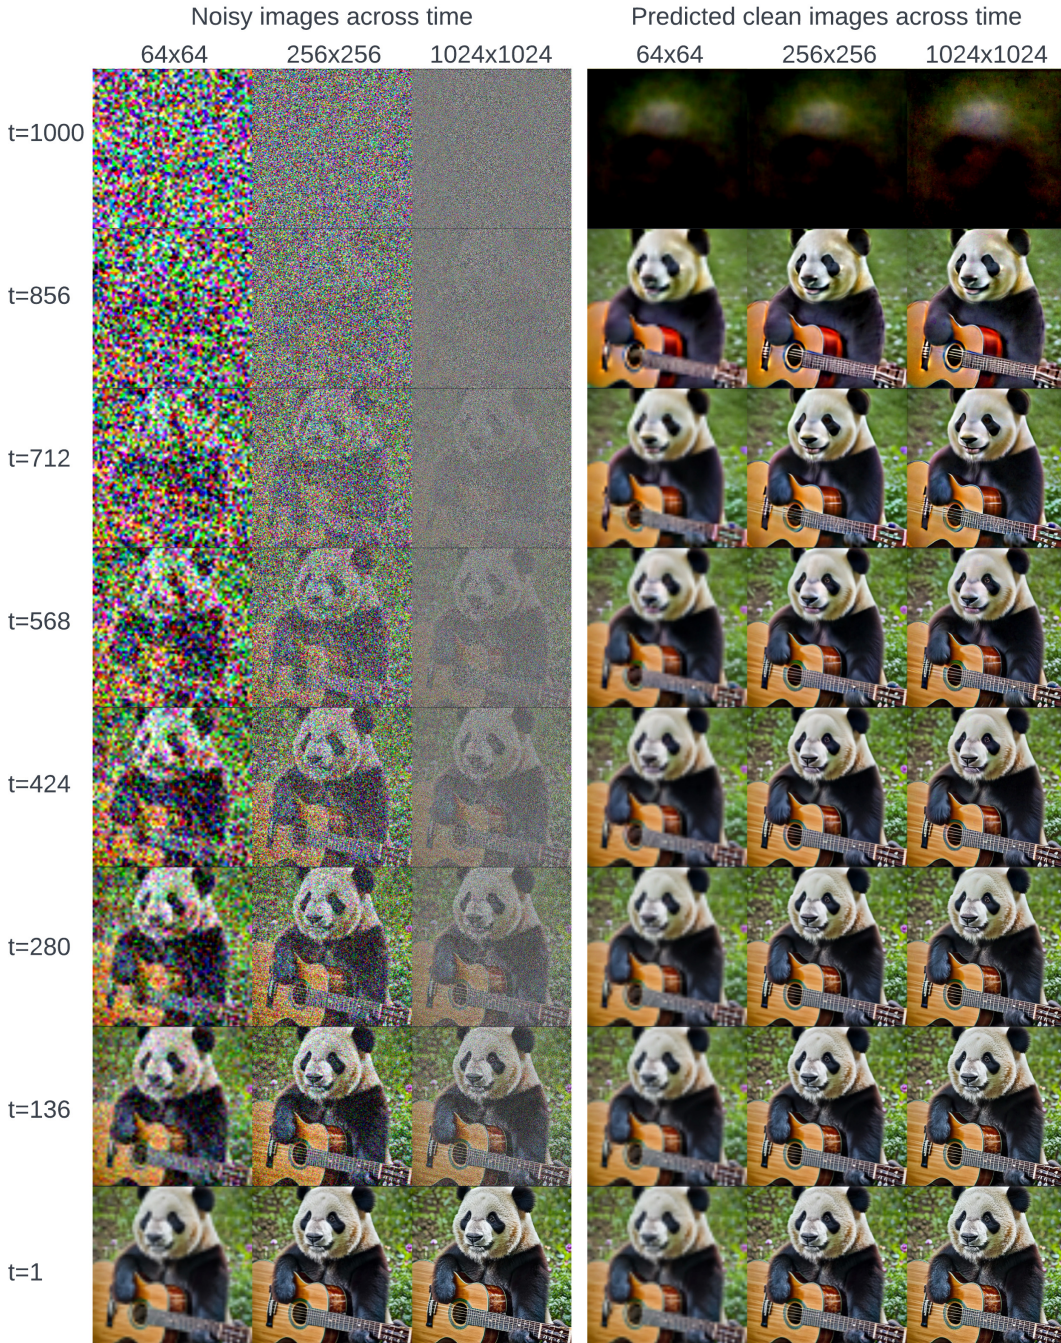 Noisy images across time
Predicted clean images across time
64x64 256x256 1024x1024
64x64 256x256 1024x1024
t=1000
t=856
t=712
t=568
t=424
t=280
t=136
t=1